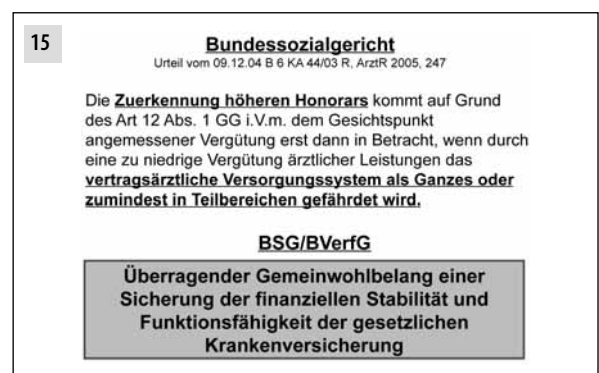 15
Bundessozialgericht
Urteil vom 09.12.04 B 6 KA 44/03 R, ArztR 2005, 247
Die Zuerkennung höheren Honorars kommt auf Grund
des Art 12 Abs. 1 GG i.V.m. dem Gesichtspunkt
angemessener Vergütung erst dann in Betracht, wenn durch
eine zu niedrige Vergütung ärztlicher Leistungen das
vertragsärztliche Versorgungssystem als Ganzes oder
zumindest in Teilbereichen gefährdet wird.
BSG/BVerfG
Überragender Gemeinwohlbelang einer
Sicherung der finanziellen Stabilität und
Funktionsfähigkeit der gesetzlichen
Krankenversicherung